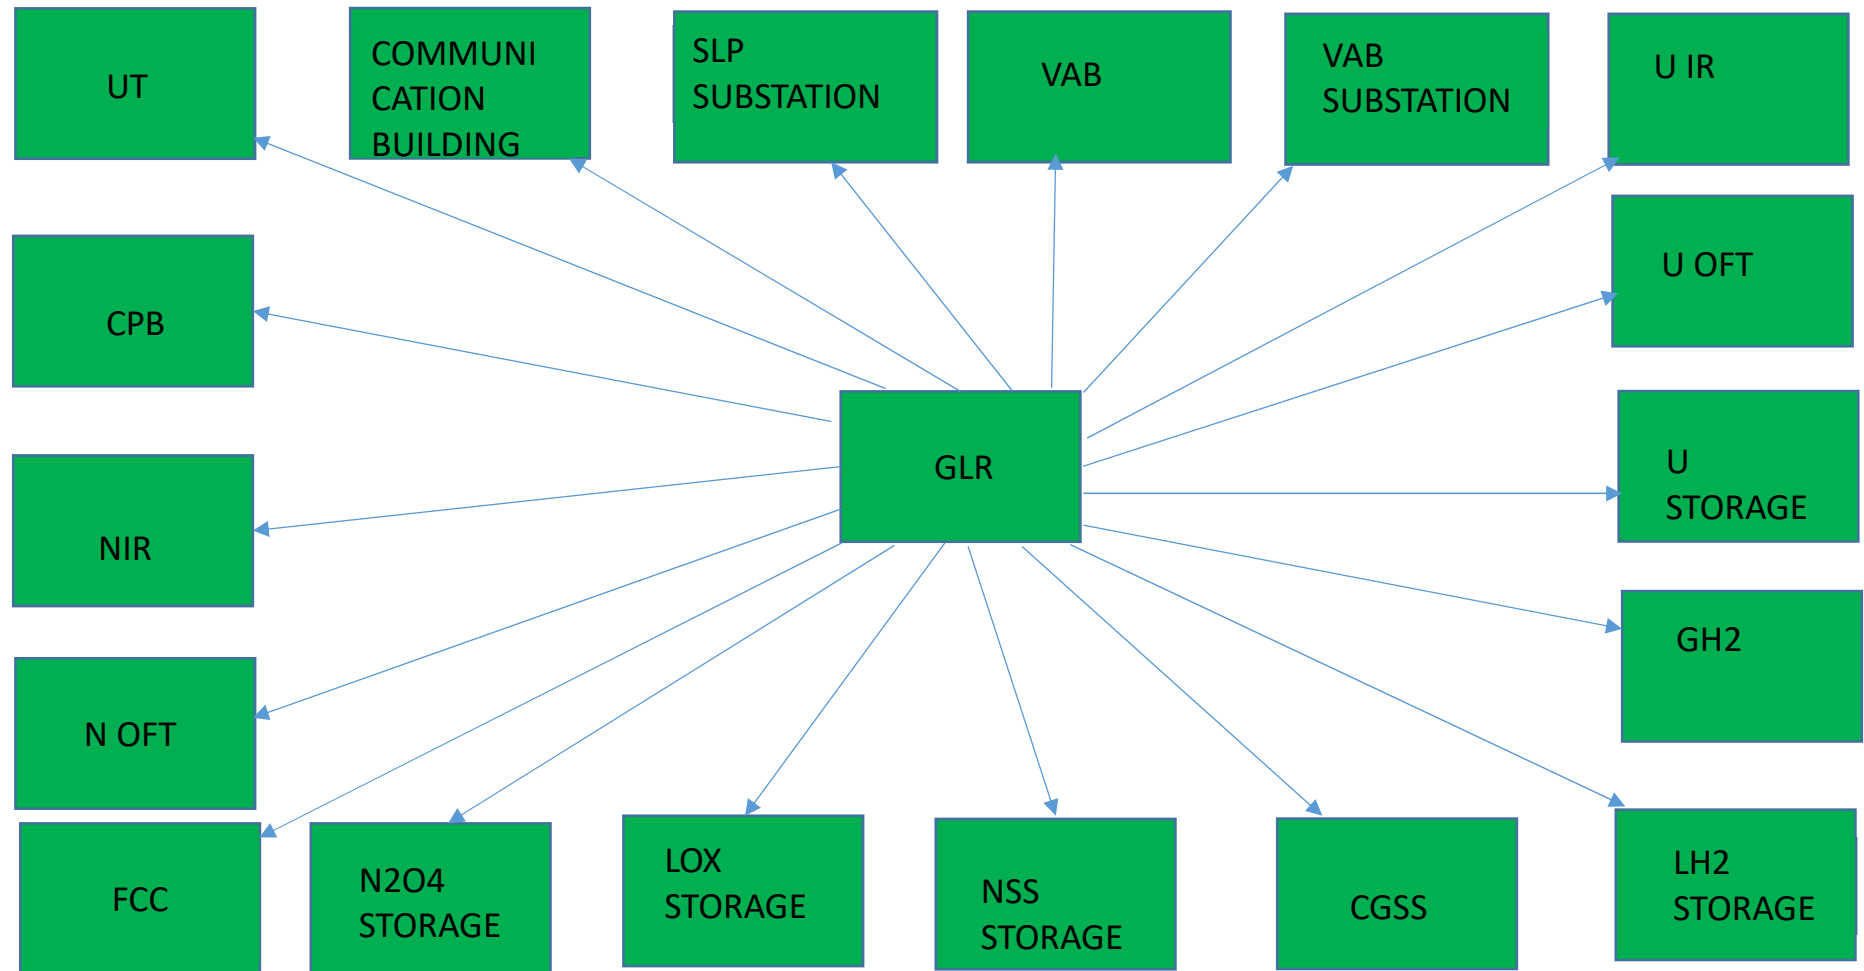 UT
COMMUNI
CATION
BUILDING
SLP
SUBSTATION
VAB
VAB
SUBSTATION
U IR
U OFT
CPB
GLR
U
STORAGE
NIR
GH2
N OFT
FCC
N2O4
STORAGE
LOX
STORAGE
NSS
STORAGE
CGSS
LH2
STORAGE